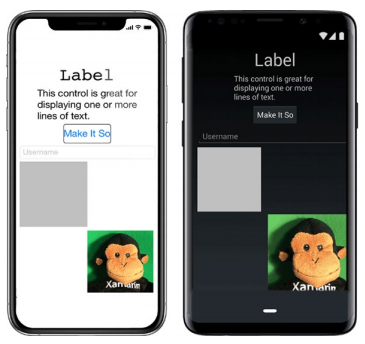 Label
This control is great for
displaying one or more
lines of text.
Make It So
Username
Xamarin
Label
This control is great for
displaying one or more
lines of text.
Make It So
Username
Xamarin